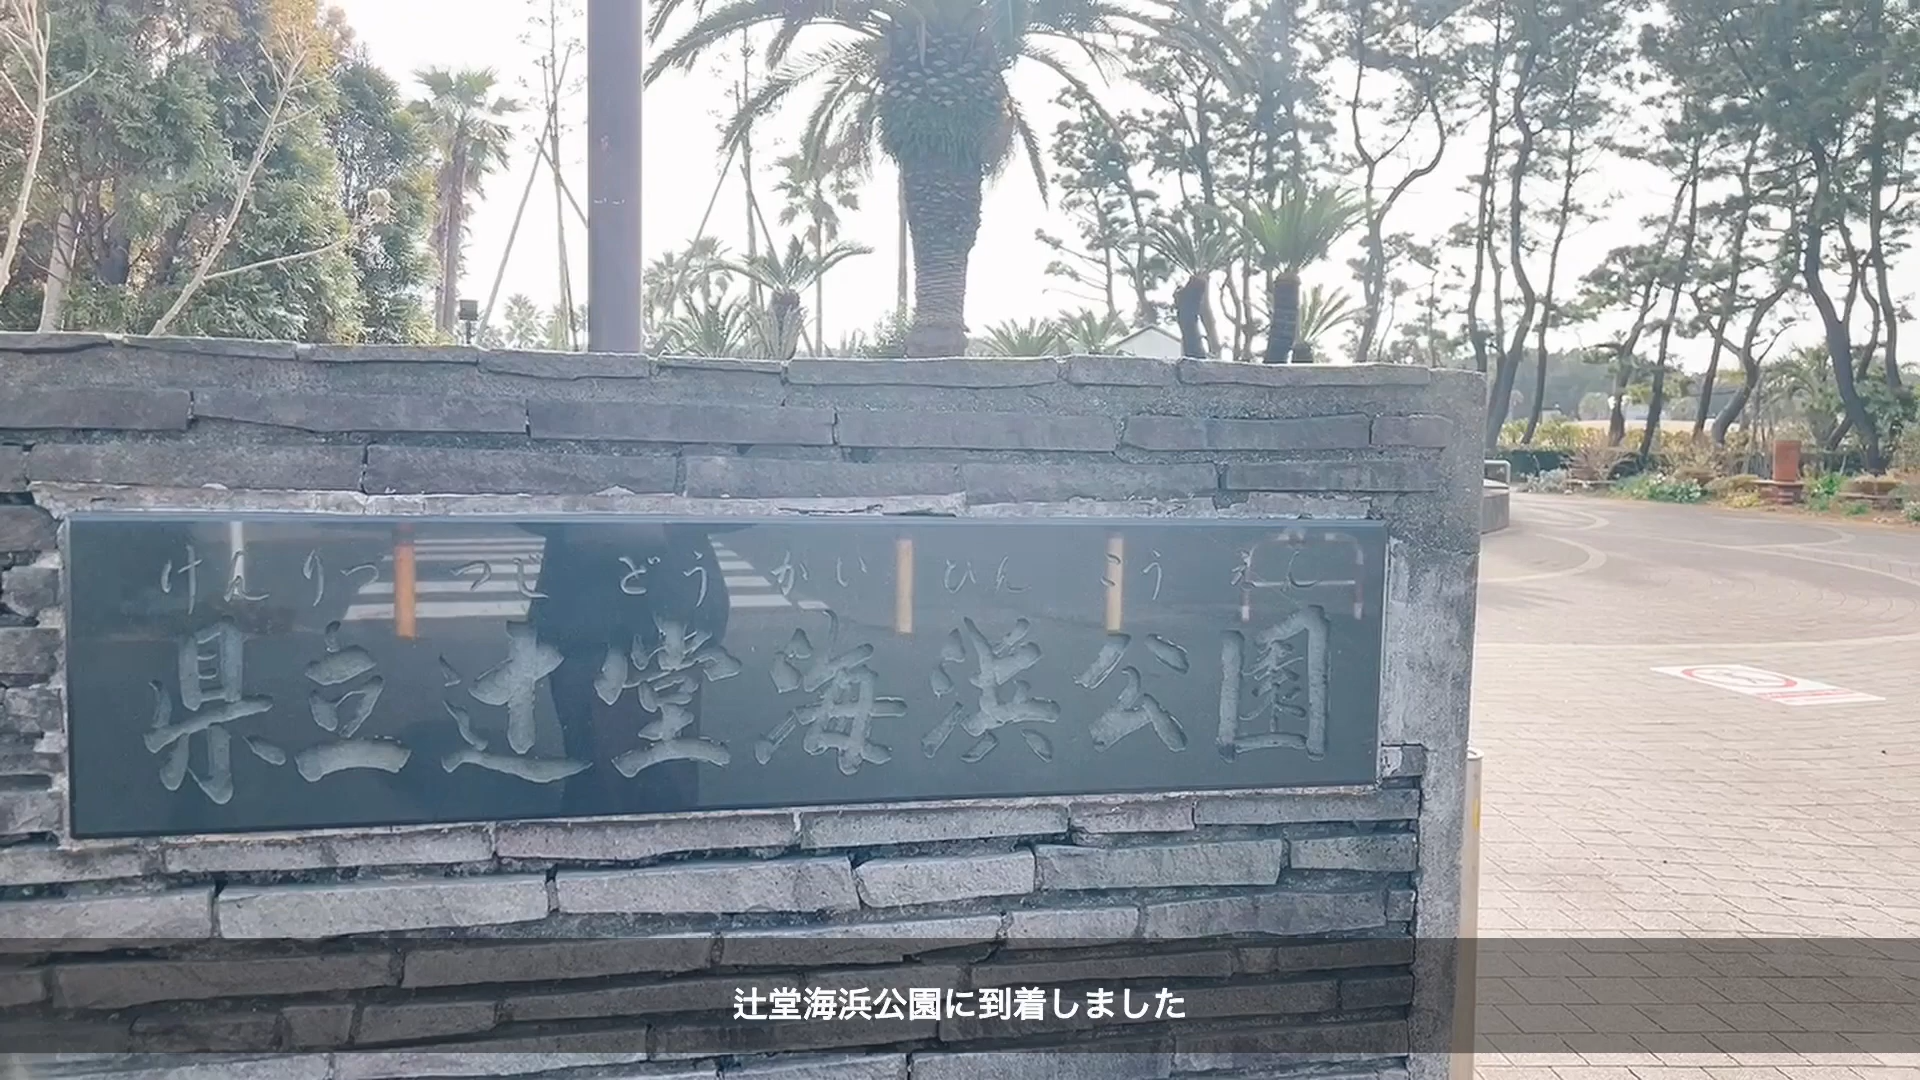 けんりつ つじ どう かい ひん こう えん
県立辻堂海浜公園
辻堂海浜公園に到着しました